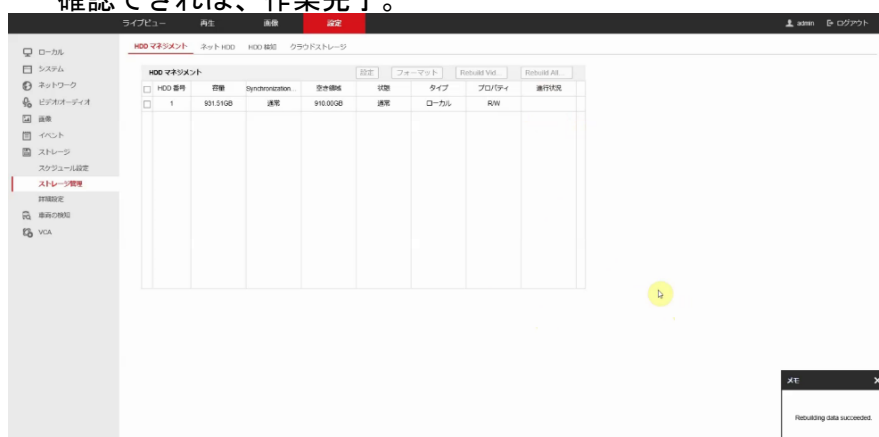 確認できれば、作業完了。
ライブビュー 再生 画像 設定 admin ログアウト
HDD マネジメント ネット HDD HDD 検知 クラウドストレージ
ローカル
システム
ネットワーク
ビデオオーディオ
画像
イベント
ストレージ
スケジュール設定
ストレージ管理
詳細設定
車両の検知
VCA
HDD マネジメント 設定 フォーマット Rebuild Vid... Rebuild All...
HDD 番号 容量 Synchronization... 空き領域 状態 タイプ プロパティ 進行状況
1 931.51GB 通常 910.00GB 通常 ローカル R/W
メモ X
Rebuilding data succeeded.